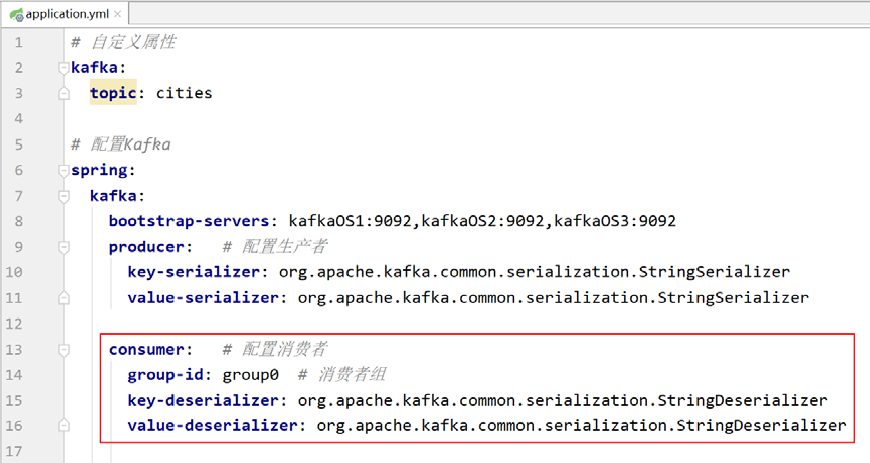 application.yml
1 # 自定义属性
2 kafka:
3 topic: cities
4
5 # 配置Kafka
6 spring:
7 kafka:
8 bootstrap-servers: kafkaOS1:9092,kafkaOS2:9092,kafkaOS3:9092
9 producer: # 配置生产者
10 key-serializer: org.apache.kafka.common.serialization.StringSerializer
11 value-serializer: org.apache.kafka.common.serialization.StringSerializer
12
13 consumer: # 配置消费者
14 group-id: group0 # 消费者组
15 key-deserializer: org.apache.kafka.common.serialization.StringDeserializer
16 value-deserializer: org.apache.kafka.common.serialization.StringDeserializer
17